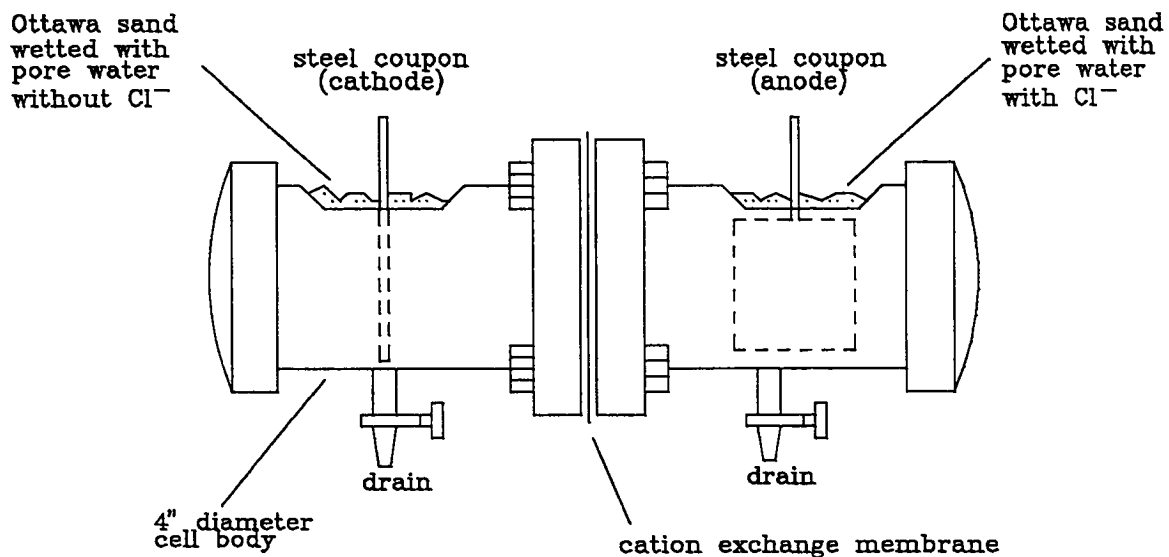 Ottawa sand
wetted with
pore water
without Cl⁻
steel coupon
(cathode)
steel coupon
(anode)
Ottawa sand
wetted with
pore water
with Cl⁻
drain
drain
4" diameter
cell body
cation exchange membrane